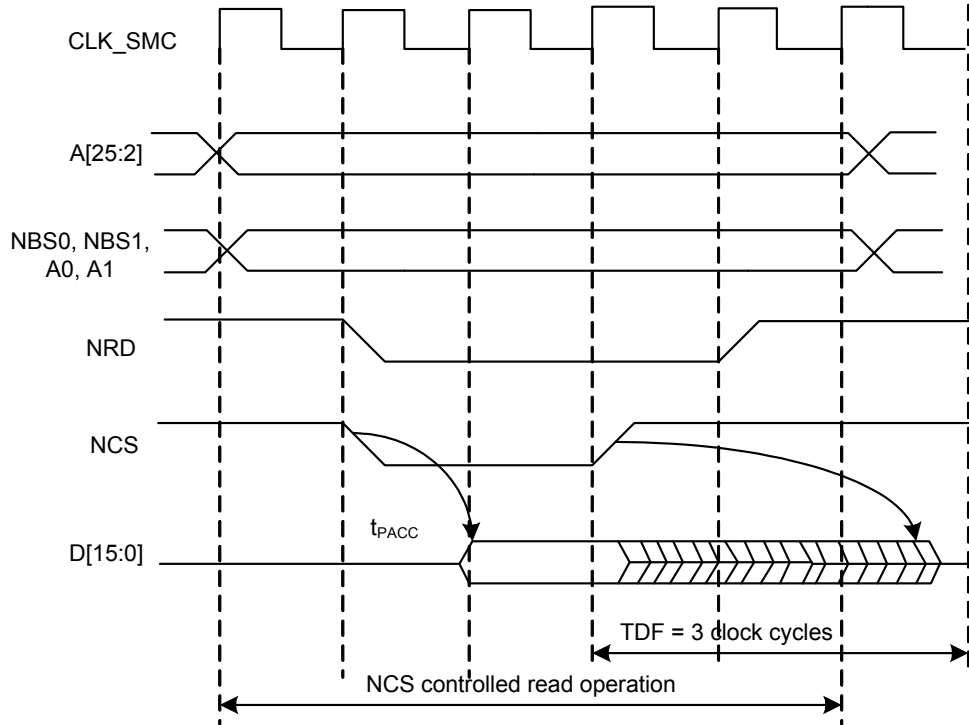 CLK_SMC
A[25:2]
NBS0, NBS1,
A0, A1
NRD
NCS
tPACC
D[15:0]
TDF = 3 clock cycles
NCS controlled read operation